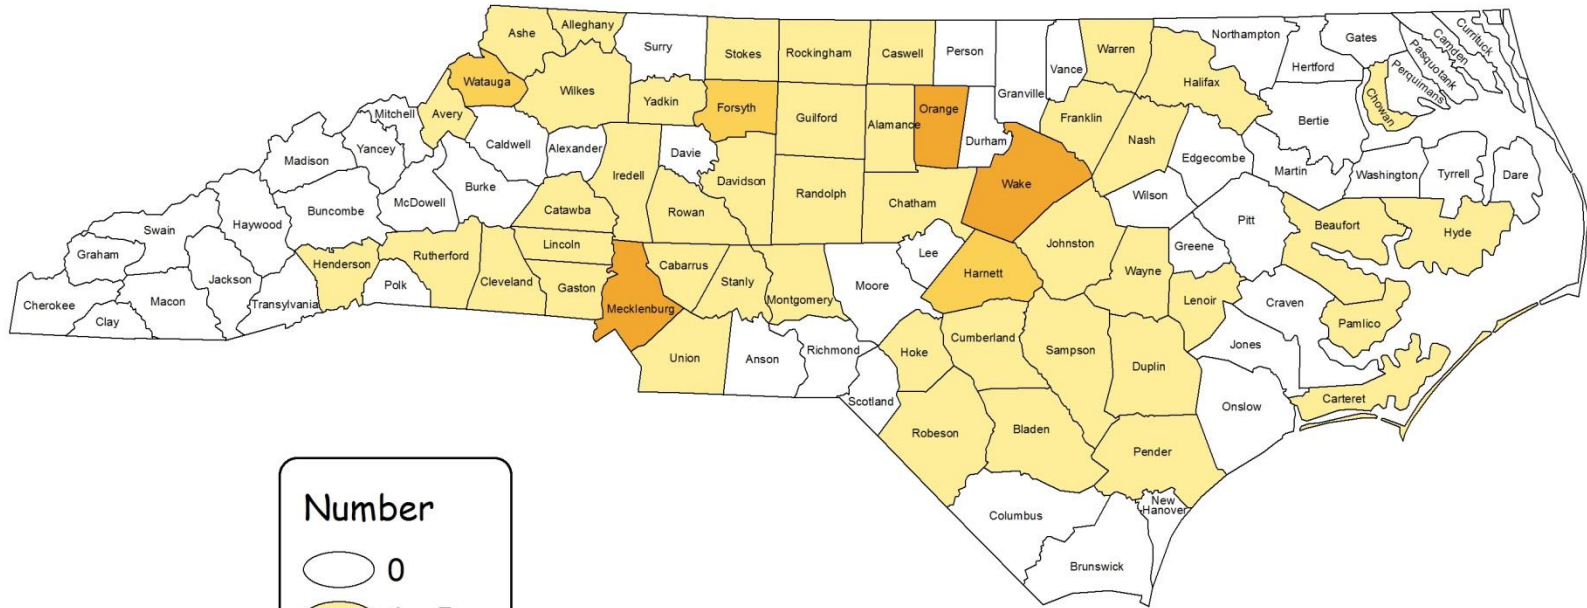 Ashe
Alleghany
Surry
Stokes
Rockingham
Caswell
Person
Granville
Vance
Warren
Northampton
Halifax
Hertford
Gates
Currituck
Camden
Pasquotank
Perquimans
Chowan
Bertie
Watauga
Wilkes
Yadkin
Forsyth
Guilford
Alamance
Orange
Durham
Franklin
Nash
Edgecombe
Martin
Washington
Tyrrell
Dare
Mitchell
Avery
Yancey
Caldwell
Alexander
Iredell
Davie
Davidson
Randolph
Chatham
Wake
Wilson
Pitt
Beaufort
Hyde
Madison
Buncombe
McDowell
Burke
Catawba
Rowan
Johnston
Greene
Haywood
Swain
Graham
Jackson
Henderson
Rutherford
Lincoln
Cleveland
Gaston
Cabarrus
Stanly
Montgomery
Moore
Lee
Harnett
Wayne
Lenoir
Craven
Pamlico
Cherokee
Clay
Macon
Transylvania
Polk
Mecklenburg
Union
Anson
Richmond
Scotland
Hoke
Cumberland
Sampson
Duplin
Jones
Onslow
Carteret
Robeson
Bladen
Pender
Columbus
Brunswick
New
Hanover
Number
0